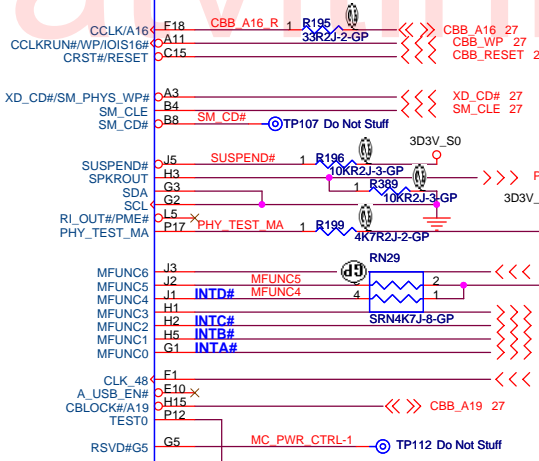 CCLK/A16 F18 CBB_A16_R 1 R195 CBB_A16 27
33R2J-2-GP
CCLKRUN#/WP/IOIS16# A11 CBB_WP 27
CRST#/RESET C15 CBB_RESET 2
XD_CD#/SM_PHYS_WP# A3 XD_CD# 27
SM_CLE B4 SM_CLE 27
SM_CD# B8 SM_CD# TP107 Do Not Stuff
3D3V_S0
SUSPEND# J5 SUSPEND# 1 R196
10KR2J-3-GP
SPKROUT H3
SDA G3 1 R389
10KR2J-3-GP 3D3V_
SCL G2
RI_OUT#/PME# L5
PHY_TEST_MA P17 PHY_TEST_MA 1 R199
4K7R2J-2-GP
RN29
MFUNC6 J3
MFUNC5 J2 MFUNC5 2
MFUNC4 J1 INTD# MFUNC4 4 1
MFUNC3 H1 SRN4K7J-8-GP
MFUNC2 H2 INTC#
MFUNC1 H5 INTB#
MFUNC0 G1 INTA#
CLK_48 F1
A_USB_EN# E10
CBLOCK#/A19 H15 CBB_A19 27
TEST0 P12
RSVD#G5 G5 MC_PWR_CTRL-1 TP112 Do Not Stuff